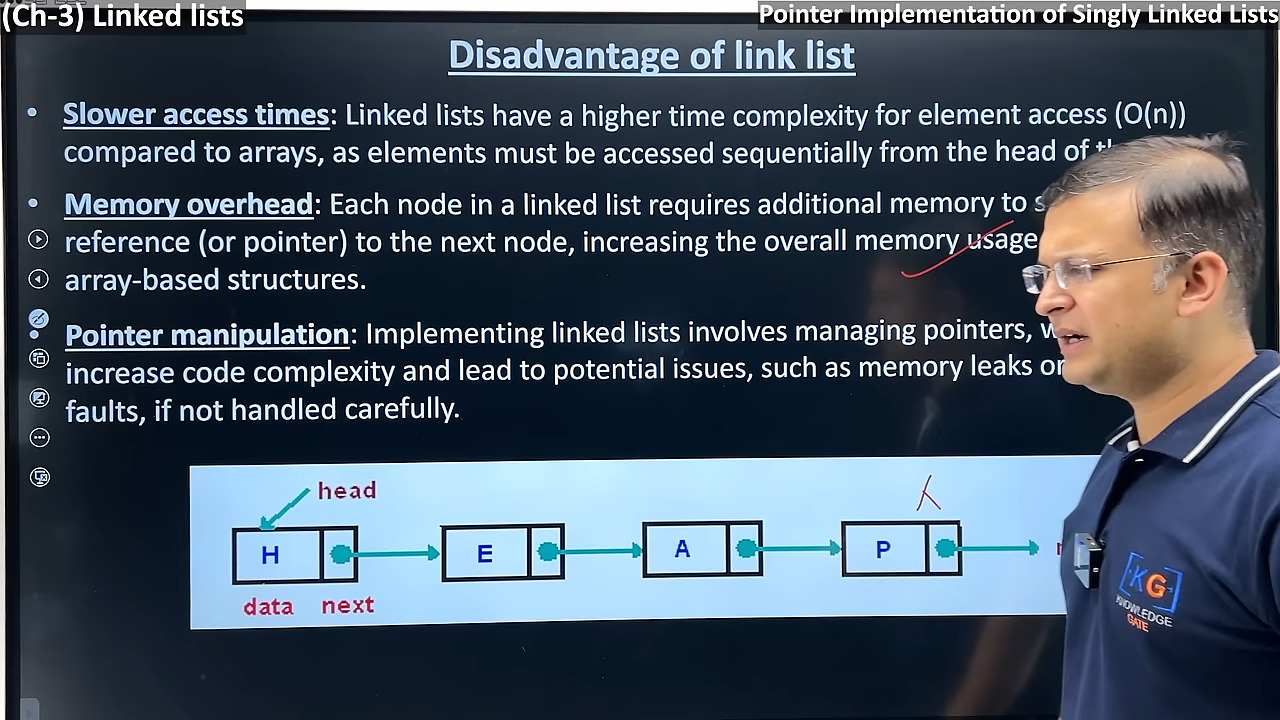 (Ch-3) Linked lists
Pointer Implementation of Singly Linked Lists
Disadvantage of link list
• Slower access times: Linked lists have a higher time complexity for element access (O(n))
compared to arrays, as elements must be accessed sequentially from the head of
• Memory overhead: Each node in a linked list requires additional memory to
reference (or pointer) to the next node, increasing the overall memory usage
array-based structures.
• Pointer manipulation: Implementing linked lists involves managing pointers,
increase code complexity and lead to potential issues, such as memory leaks or
faults, if not handled carefully.
head
H E A P
data next
KG
KNOWLEDGE
GATE